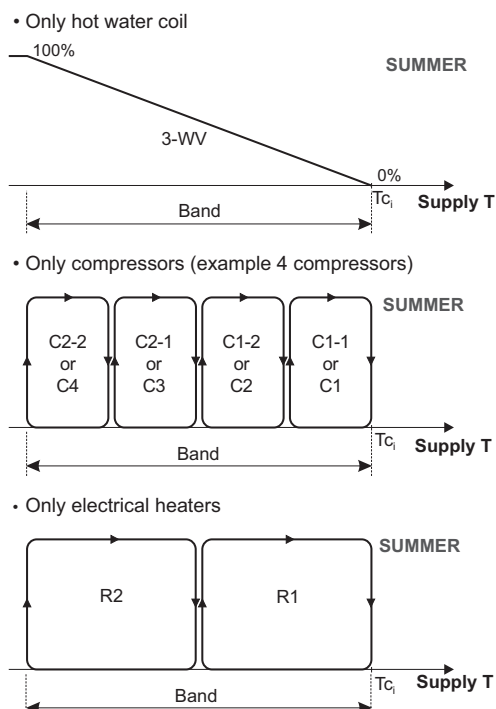 • Only hot water coil
100%
SUMMER
3-WV
0%
Tci
Supply T
Band
• Only compressors (example 4 compressors)
SUMMER
C2-2
or
C4
C2-1
or
C3
C1-2
or
C2
C1-1
or
C1
Tci
Supply T
Band
• Only electrical heaters
SUMMER
R2
R1
Tci
Supply T
Band